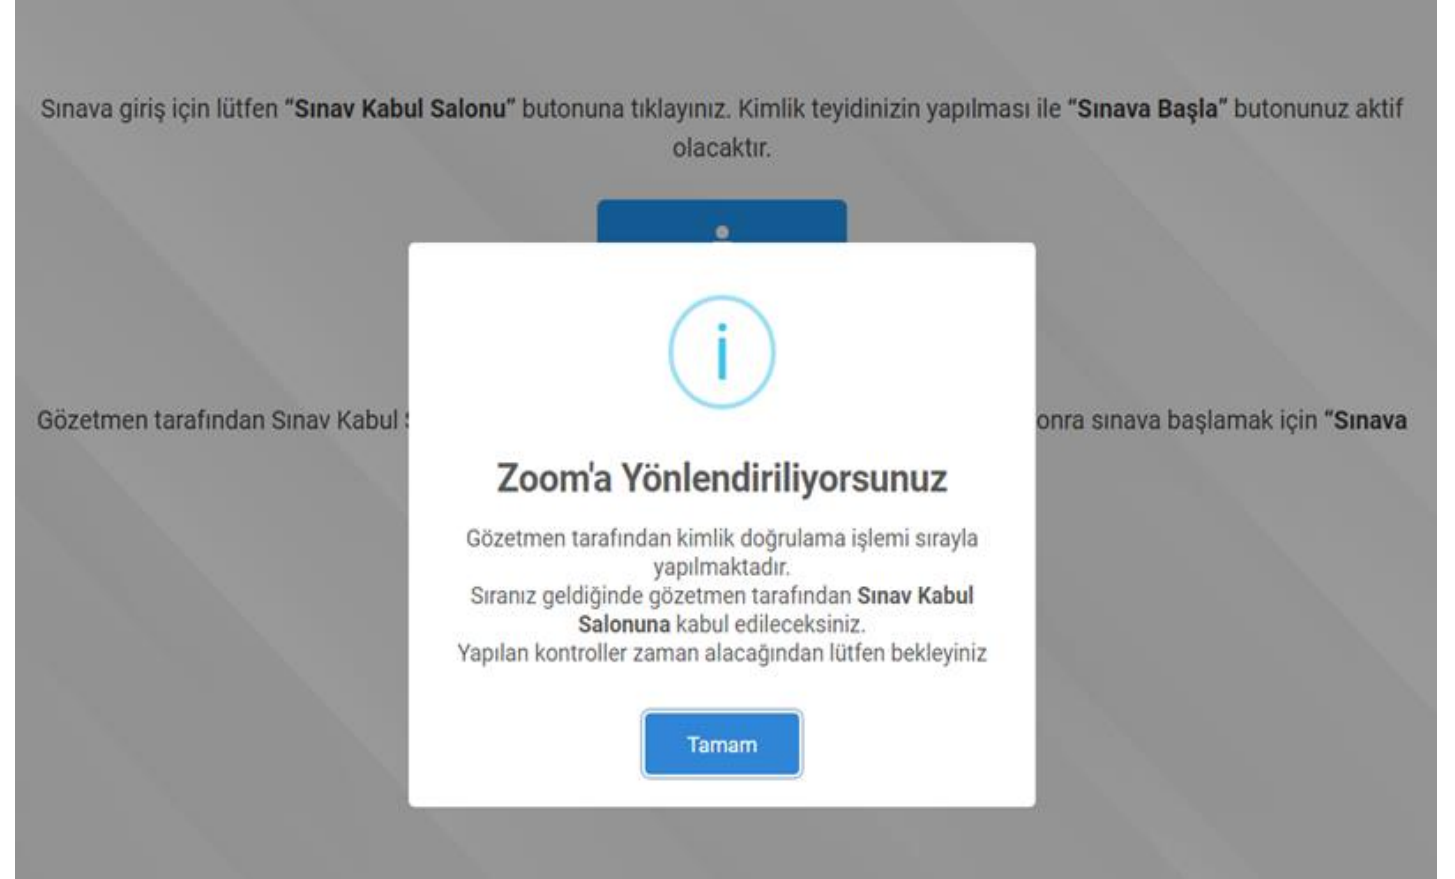 Sınava giriş için lütfen “Sınav Kabul Salonu” butonuna tıklayınız. Kimlik teyidinizin yapılması ile “Sınava Başla” butonunuz aktif
olacaktır.
i
Gözetmen tarafından Sınav Kabul onra sınava başlamak için “Sınava
Zoom'a Yönlendiriliyorsunuz
Gözetmen tarafından kimlik doğrulama işlemi sırayla
yapılmaktadır.
Sıranız geldiğinde gözetmen tarafından Sınav Kabul
Salonuna kabul edileceksiniz.
Yapılan kontroller zaman alacağından lütfen bekleyiniz
Tamam